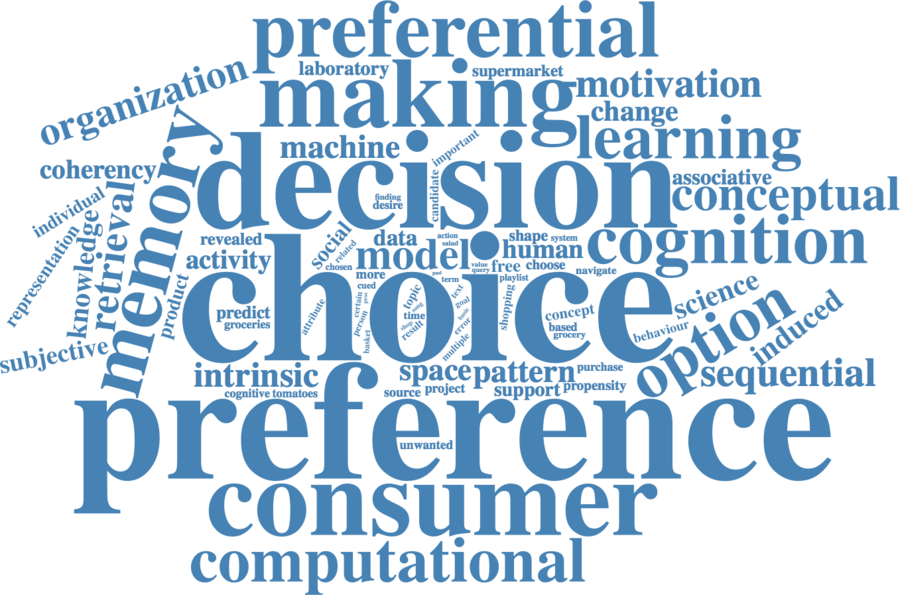 preferential
laboratory
supermarket
organization
making
motivation
change
learning
machine
important
decision
memory
coherency
associative
conceptual
candidate
finding
desire
individual
retrieval
knowledge
representation
revealed
activity
social
related
chosen
data
model
action
salad
value
query
shape
system
human
free
choose
cognition
navigate
playlist
term
more
cued
choice
product
predict
groceries
attribute
certain
person
basket
topic
time
result
text
goal
basic
error
multiple
shopping
concept
based
grocery
behaviour
science
option
induced
subjective
intrinsic
cognitive
tomatoes
space
pattern
purchase
source
project
support
propensity
sequential
preference
unwanted
consumer
computational